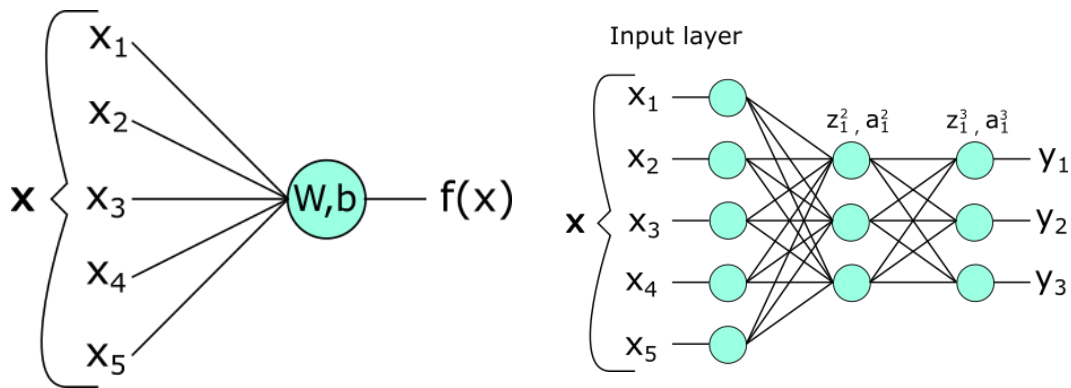 x₁
x₂
x₃
x₄
x₅
x
W,b
f(x)
Input layer
x₁
x₂
x₃
x₄
x₅
x
z₁², a₁²
z₁³, a₁³
y₁
y₂
y₃